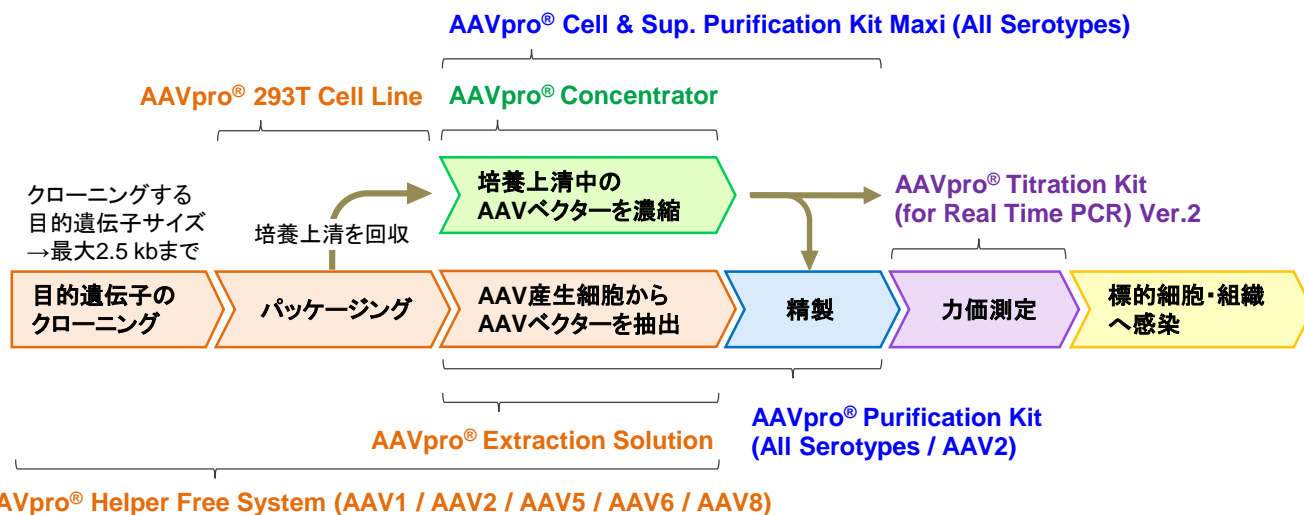 AAVpro® Cell & Sup. Purification Kit Maxi (All Serotypes)
AAVpro® 293T Cell Line
AAVpro® Concentrator
培養上清中の
AAVベクターを濃縮
AAVpro® Titration Kit
(for Real Time PCR) Ver.2
クローニングする
目的遺伝子サイズ
→最大2.5 kbまで
培養上清を回収
目的遺伝子の
クローニング
パッケージング
AAV産生細胞から
AAVベクターを抽出
精製
力価測定
標的細胞・組織
へ感染
AAVpro® Extraction Solution
AAVpro® Purification Kit
(All Serotypes / AAV2)
AVpro® Helper Free System (AAV1 / AAV2 / AAV5 / AAV6 / AAV8)